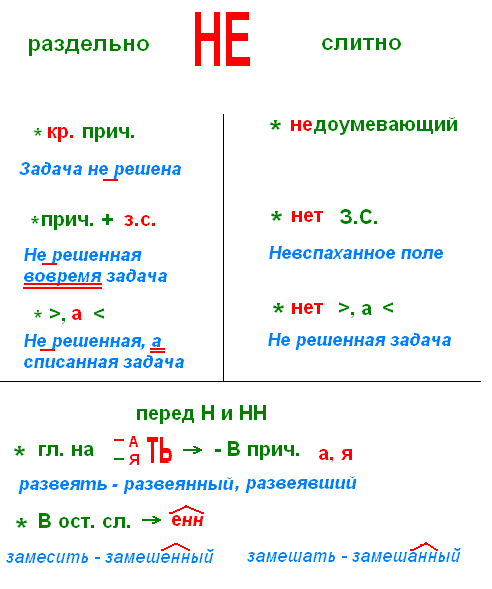 раздельно НЕ слитно
* кр. прич.
Задача не решена
*прич. + з.с.
Не решенная
вовремя задача
* >, а <
Не решенная, а
списанная задача
* недоумевающий
* нет З.С.
Невспаханное поле
* нет >, а <
Не решенная задача
перед Н и НН
* гл. на – А – Я ТЬ → - В прич. а, я
развеять - развеянный, развеявший
* В ост. сл. → енн
замесить - замешенный
замешать - замешанный